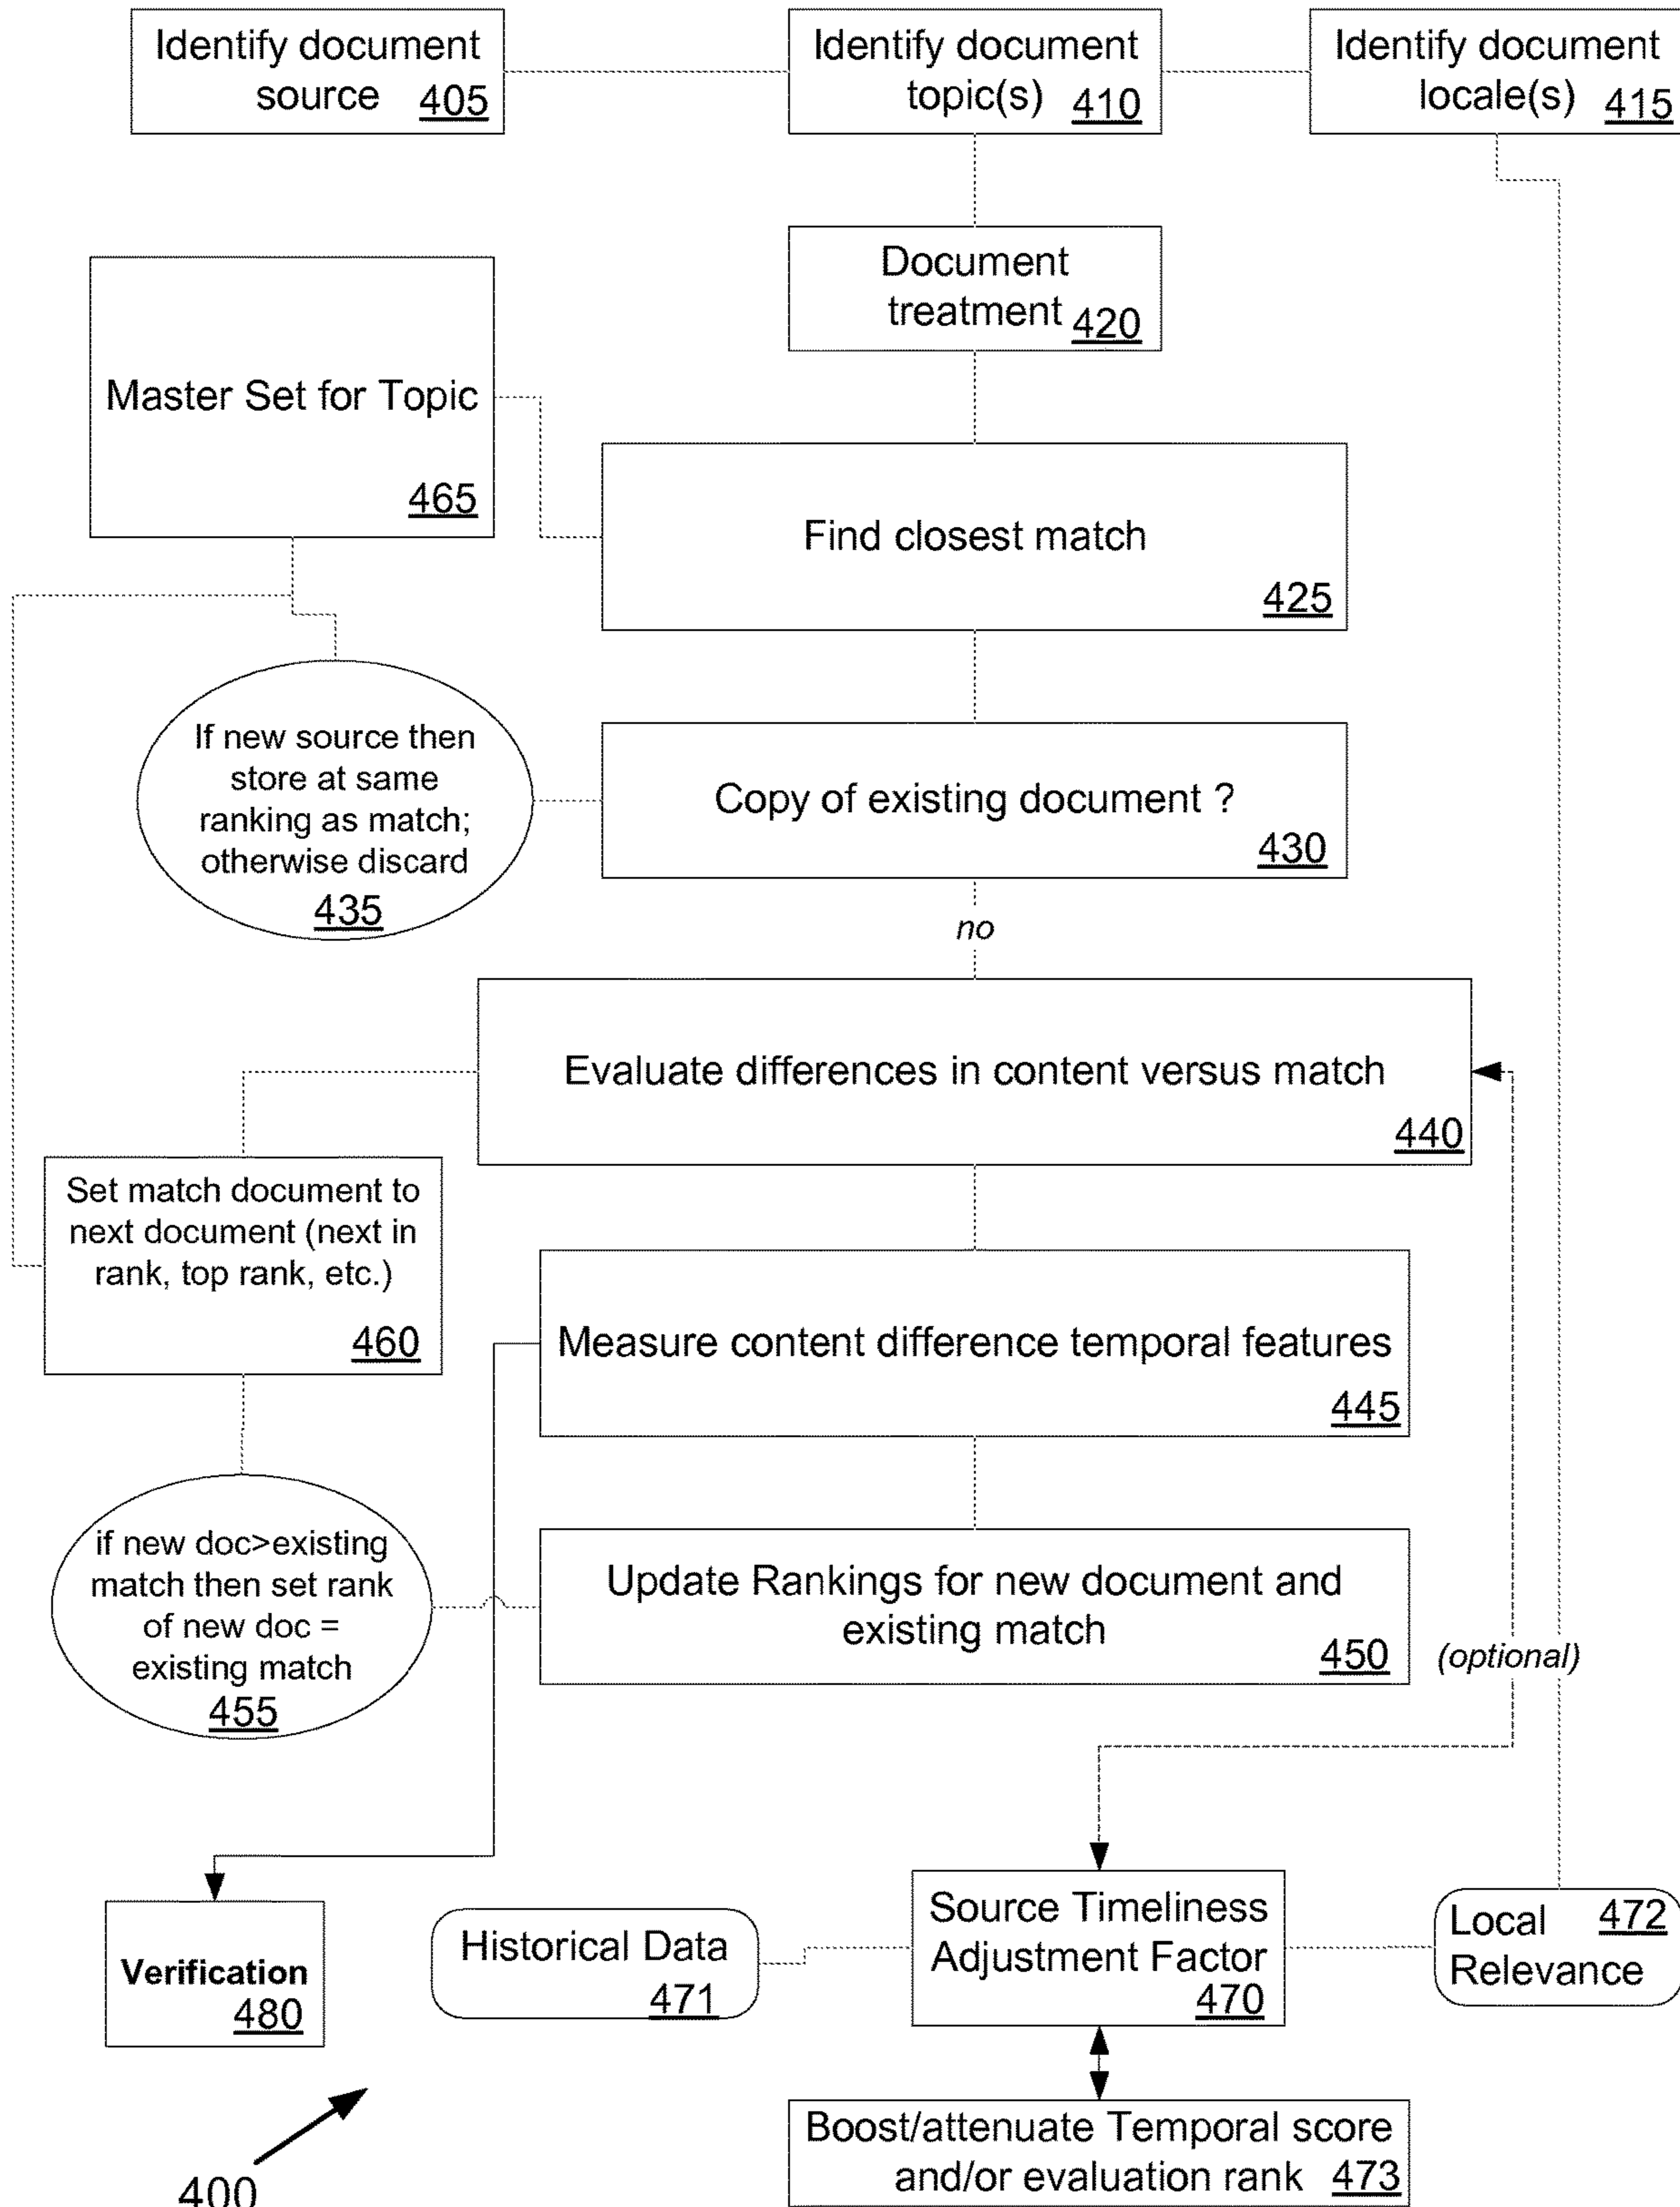 Identify document
source 405
Identify document
topic(s) 410
Identify document
locale(s) 415
Document
treatment 420
Master Set for Topic
465
Find closest match
425
If new source then
store at same
ranking as match;
otherwise discard
435
Copy of existing document ?
430
no
Evaluate differences in content versus match
440
Set match document to
next document (next in
rank, top rank, etc.)
460
Measure content difference temporal features
445
if new doc>existing
match then set rank
of new doc =
existing match
455
Update Rankings for new document and
existing match 450
(optional)
Verification
480
Historical Data
471
Source Timeliness
Adjustment Factor
470
Local 472
Relevance
Boost/attenuate Temporal score
and/or evaluation rank 473
400